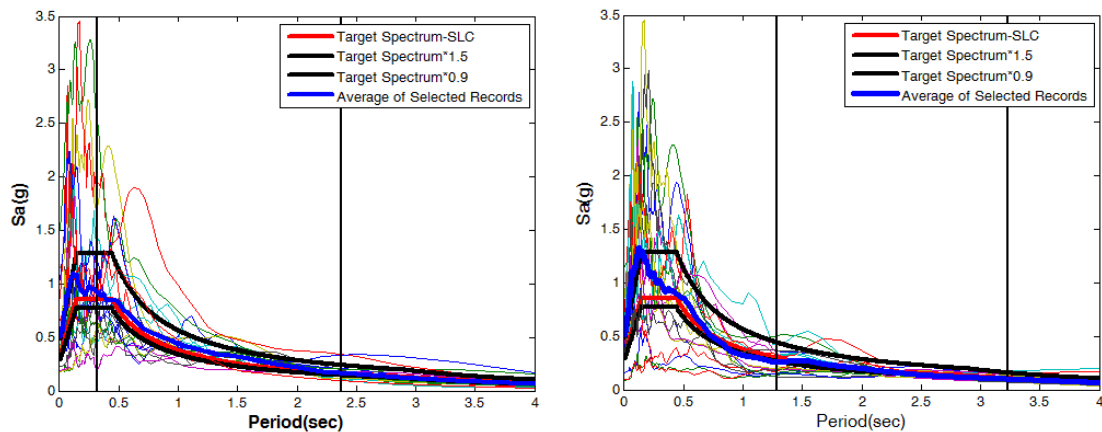 4
3.5
3
2.5
2
1.5
1
0.5
0
Sa(g)
0 0.5 1 1.5 2 2.5 3 3.5 4
Period(sec)
Target Spectrum-SLC
Target Spectrum*1.5
Target Spectrum*0.9
Average of Selected Records
4
3.5
3
2.5
2
1.5
1
0.5
0
Sa(g)
0 0.5 1 1.5 2 2.5 3 3.5 4
Period(sec)
Target Spectrum-SLC
Target Spectrum*1.5
Target Spectrum*0.9
Average of Selected Records